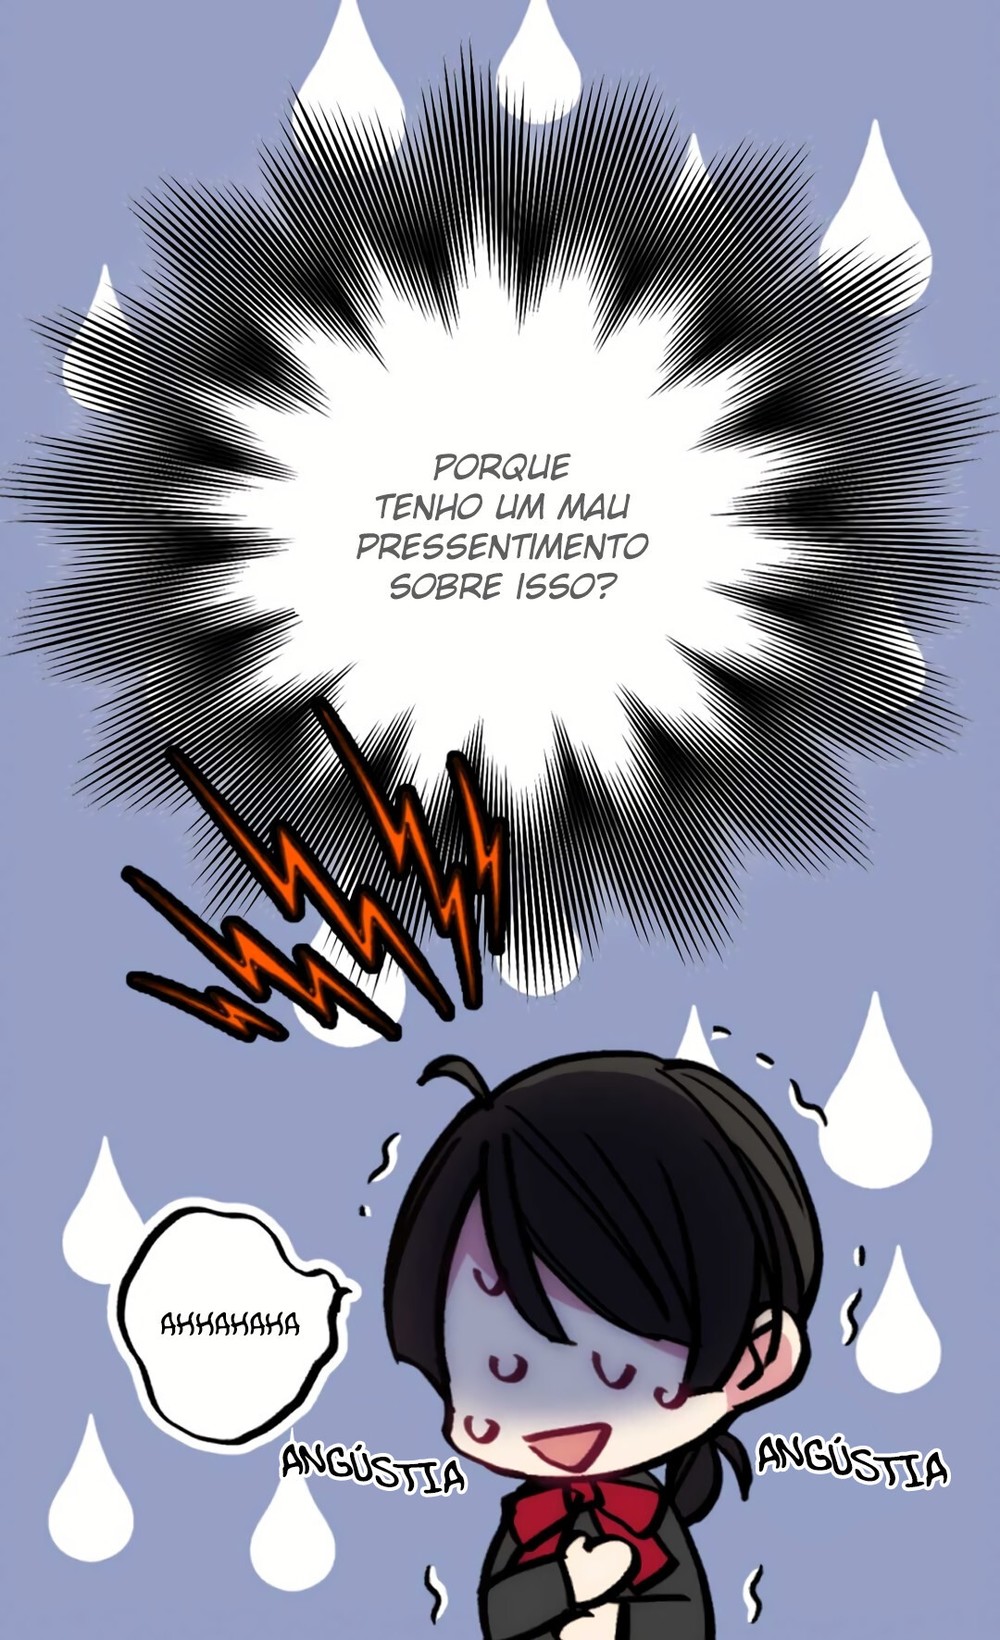 PORQUE
TENHO UM MAU
PRESSENTIMENTO
SOBRE ISSO?
AHHAHAHA
ANGÚSTIA
ANGÚSTIA